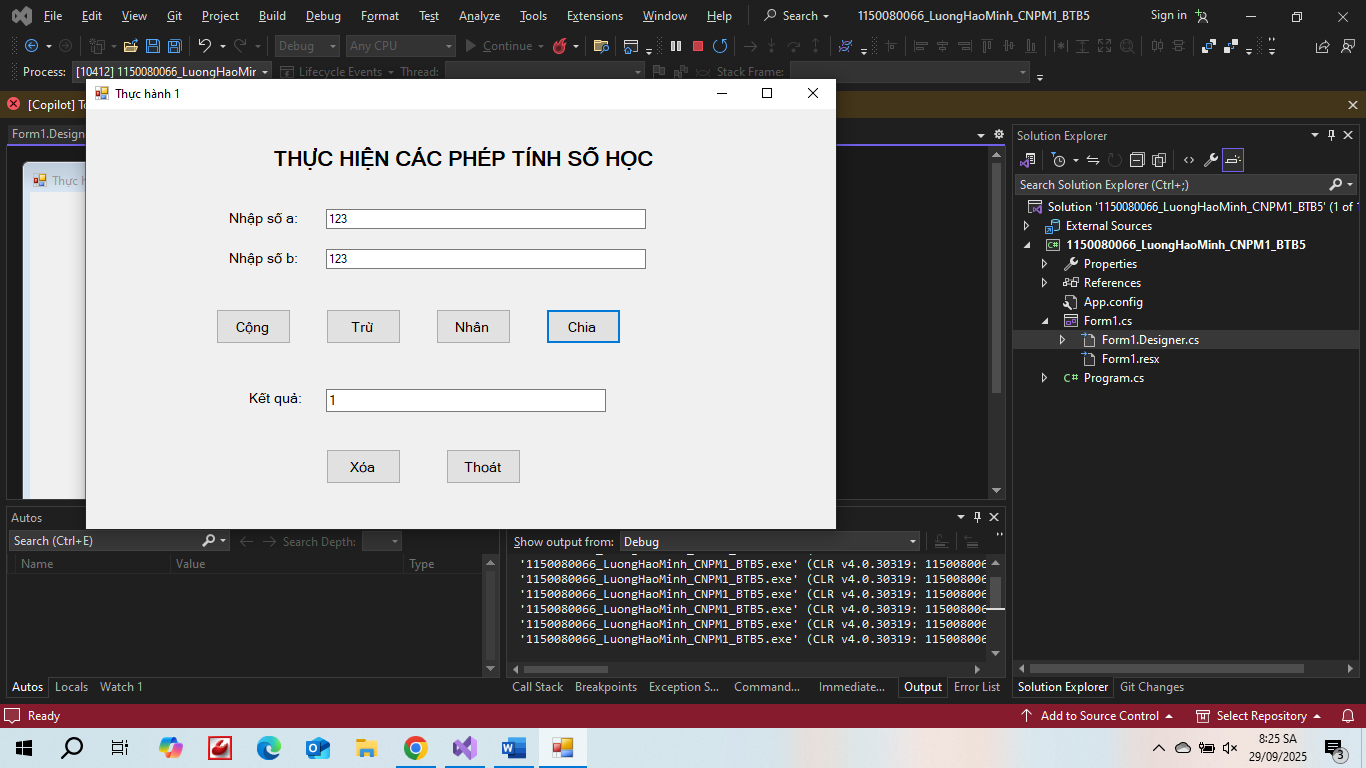 File Edit View Git Project Build Debug Format Test Analyze Tools Extensions Window Help Search 1150080066_LuongHaoMinh_CNPM1_BTB5 Sign in
Debug Any CPU Continue
Process: [10412] 1150080066_LuongHaoMir Lifecycle Events Thread: Stack Frame:
Thực hành 1
[Copilot]
Form1.Design
Thực h
THỰC HIỆN CÁC PHÉP TÍNH SỐ HỌC
Nhập số a: 123
Nhập số b: 123
Cộng Trừ Nhân Chia
Kết quả: 1
Xóa Thoát
Solution Explorer
Search Solution Explorer (Ctrl+;)
Solution '1150080066_LuongHaoMinh_CNPM1_BTB5' (1 of 1
External Sources
1150080066_LuongHaoMinh_CNPM1_BTB5
Properties
References
App.config
Form1.cs
Form1.Designer.cs
Form1.resx
C# Program.cs
Autos
Search (Ctrl+E) Search Depth:
Name Value Type
Show output from: Debug
'1150080066_LuongHaoMinh_CNPM1_BTB5.exe' (CLR v4.0.30319: 115008006
'1150080066_LuongHaoMinh_CNPM1_BTB5.exe' (CLR v4.0.30319: 115008006
'1150080066_LuongHaoMinh_CNPM1_BTB5.exe' (CLR v4.0.30319: 115008006
'1150080066_LuongHaoMinh_CNPM1_BTB5.exe' (CLR v4.0.30319: 115008006
'1150080066_LuongHaoMinh_CNPM1_BTB5.exe' (CLR v4.0.30319: 115008006
'1150080066_LuongHaoMinh_CNPM1_BTB5.exe' (CLR v4.0.30319: 115008006
Autos Locals Watch 1
Call Stack Breakpoints Exception S... Command... Immediate... Output Error List
Solution Explorer Git Changes
Ready Add to Source Control Select Repository
8:25 SA
29/09/2025
3